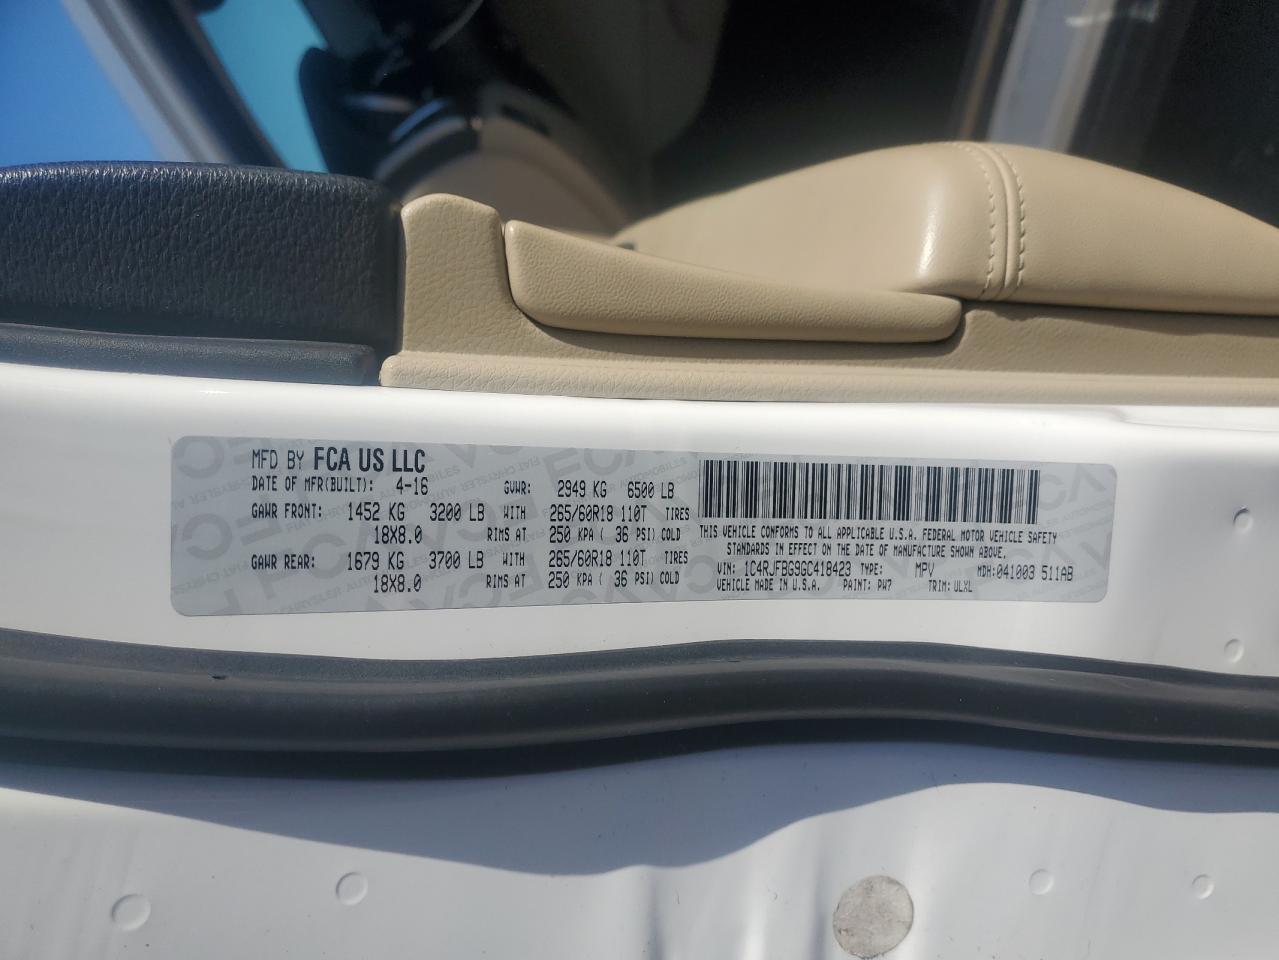 MFD BY FCA US LLC
DATE OF MFR(BUILT): 4-16 GVWR: 2949 KG 6500 LB
GAWR FRONT: 1452 KG 3200 LB WITH 265/60R18 110T TIRES
18X8.0 RIMS AT 250 KPA ( 36 PSI) COLD
GAWR REAR: 1679 KG 3700 LB WITH 265/60R18 110T TIRES
18X8.0 RIMS AT 250 KPA ( 36 PSI) COLD
THIS VEHICLE CONFORMS TO ALL APPLICABLE U.S.A. FEDERAL MOTOR VEHICLE SAFETY
STANDARDS IN EFFECT ON THE DATE OF MANUFACTURE SHOWN ABOVE.
VIN: 1C4RJFBG9GC418423 TYPE: MPV MDH:041003 511AB
VEHICLE MADE IN U.S.A. PAINT: PW7 TRIM: ULXL